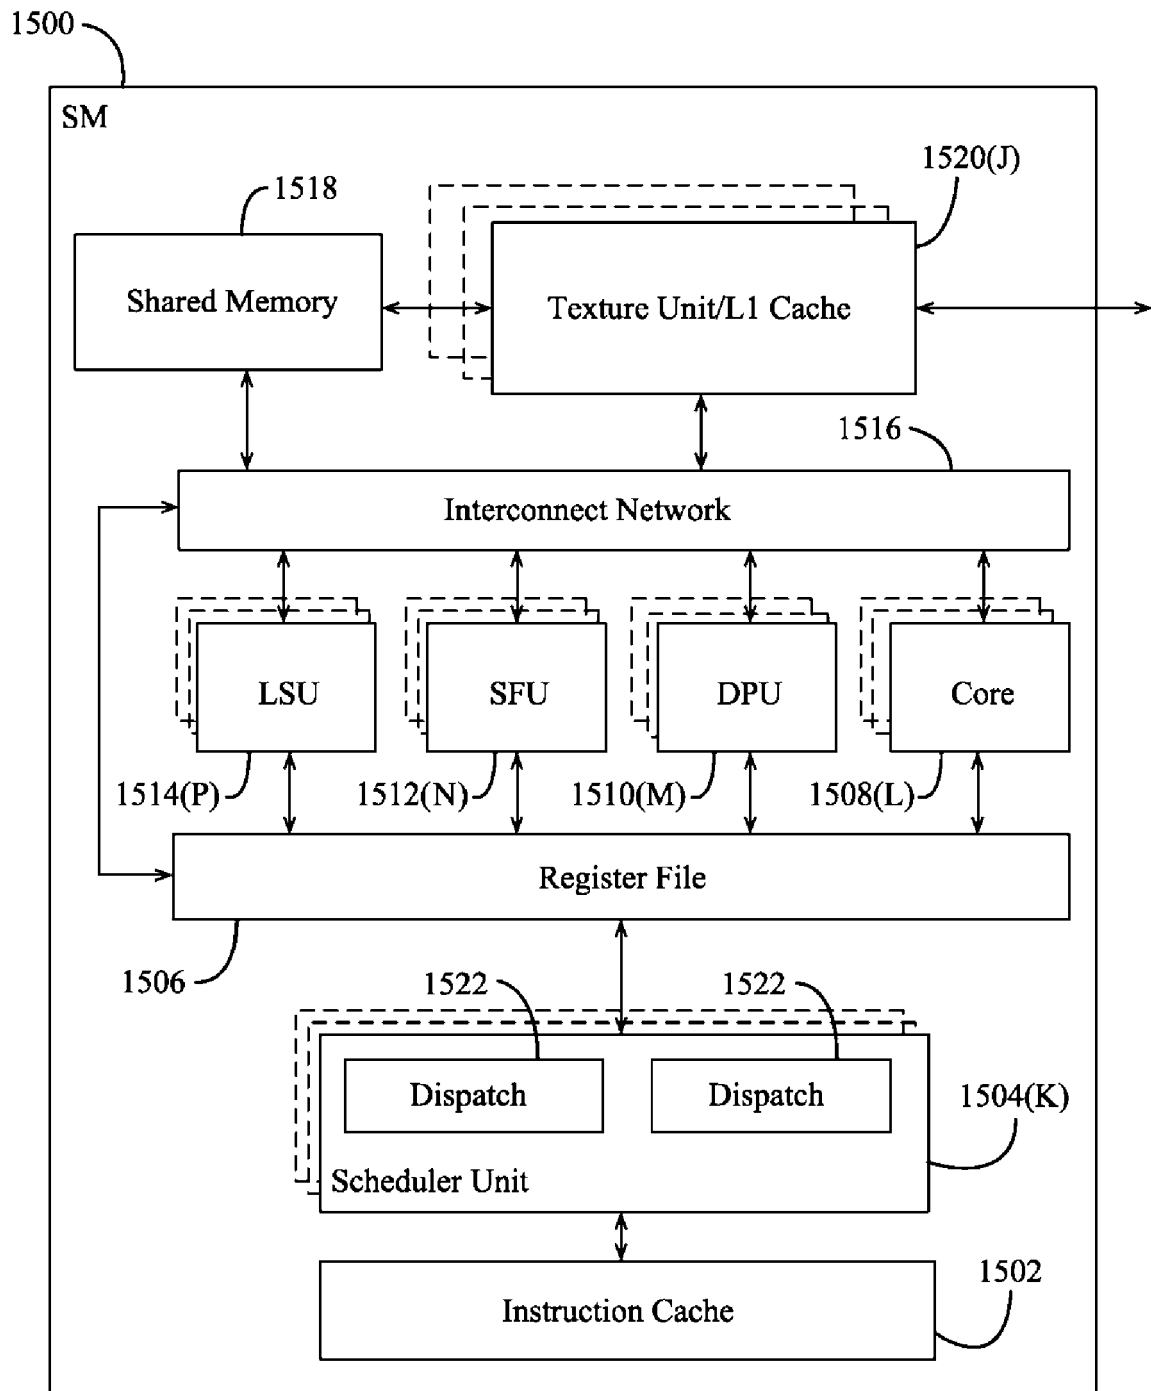 1500
SM
1520(J)
1518
Shared Memory
Texture Unit/L1 Cache
1516
Interconnect Network
LSU
SFU
DPU
Core
1514(P)
1512(N)
1510(M)
1508(L)
Register File
1506
1522
1522
Dispatch
Dispatch
1504(K)
Scheduler Unit
1502
Instruction Cache